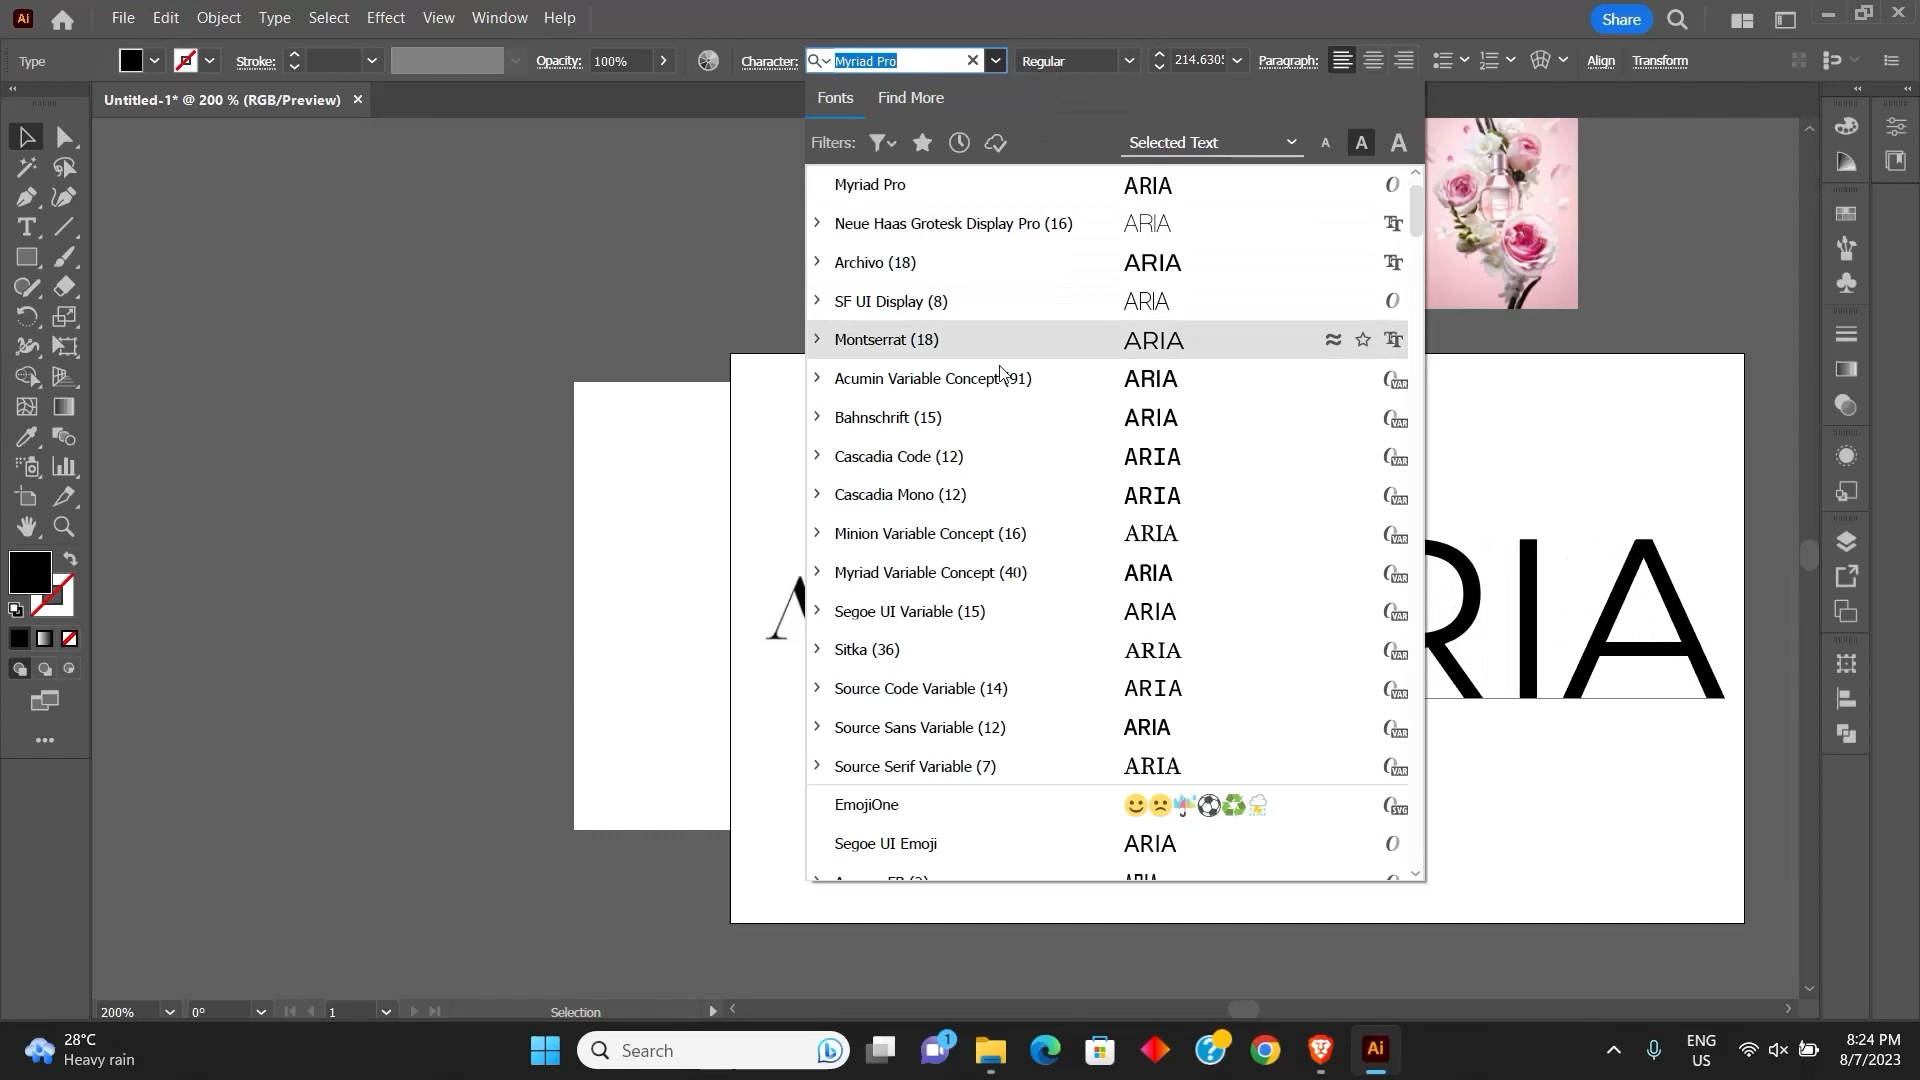 Ai File Edit Object Type Select Effect View Window Help Share
Type Stroke: Opacity: 100% Character: Myriad Pro Regular Paragraph: Align Transform
Untitled-1* @ 200 % (RGB/Preview)
Fonts Find More
Filters: Selected Text A A A
Myriad Pro ARIA
Neue Haas Grotesk Display Pro (16) ARIA
Archivo (18) ARIA
SF UI Display (8) ARIA
Montserrat (18) ARIA
Acumin Variable Concept (91) ARIA
Bahnschrift (15) ARIA
Cascadia Code (12) ARIA
Cascadia Mono (12) ARIA
Minion Variable Concept (16) ARIA
Myriad Variable Concept (40) ARIA
Segoe UI Variable (15) ARIA
Sitka (36) ARIA
Source Code Variable (14) ARIA
Source Sans Variable (12) ARIA
Source Serif Variable (7) ARIA
EmojiOne
Segoe UI Emoji ARIA
A
RIA
200% 0° 1 Selection
28°C
Heavy rain
Search
1
Ai
ENG
US
8:24 PM
8/7/2023